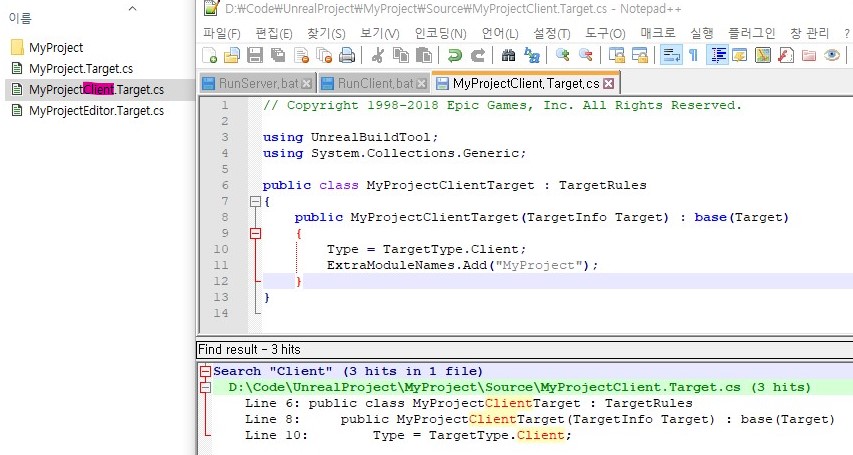 이름
MyProject
MyProject.Target.cs
MyProjectClient.Target.cs
MyProjectEditor.Target.cs
D:₩Code₩UnrealProject₩MyProject₩Source₩MyProjectClient.Target.cs - Notepad++
파일(F) 편집(E) 찾기(S) 보기(V) 인코딩(N) 언어(L) 설정(T) 도구(O) 매크로 실행 플러그인 창 관리 ?
RunServer.bat RunClient.bat MyProjectClient.Target.cs
1 // Copyright 1998-2018 Epic Games, Inc. All Rights Reserved.
2
3 using UnrealBuildTool;
4 using System.Collections.Generic;
5
6 public class MyProjectClientTarget : TargetRules
7 {
8 public MyProjectClientTarget(TargetInfo Target) : base(Target)
9 {
10 Type = TargetType.Client;
11 ExtraModuleNames.Add("MyProject");
12 }
13 }
14
Find result - 3 hits
Search "Client" (3 hits in 1 file)
D:\Code\UnrealProject\MyProject\Source\MyProjectClient.Target.cs (3 hits)
Line 6: public class MyProjectClientTarget : TargetRules
Line 8: public MyProjectClientTarget(TargetInfo Target) : base(Target)
Line 10: Type = TargetType.Client;